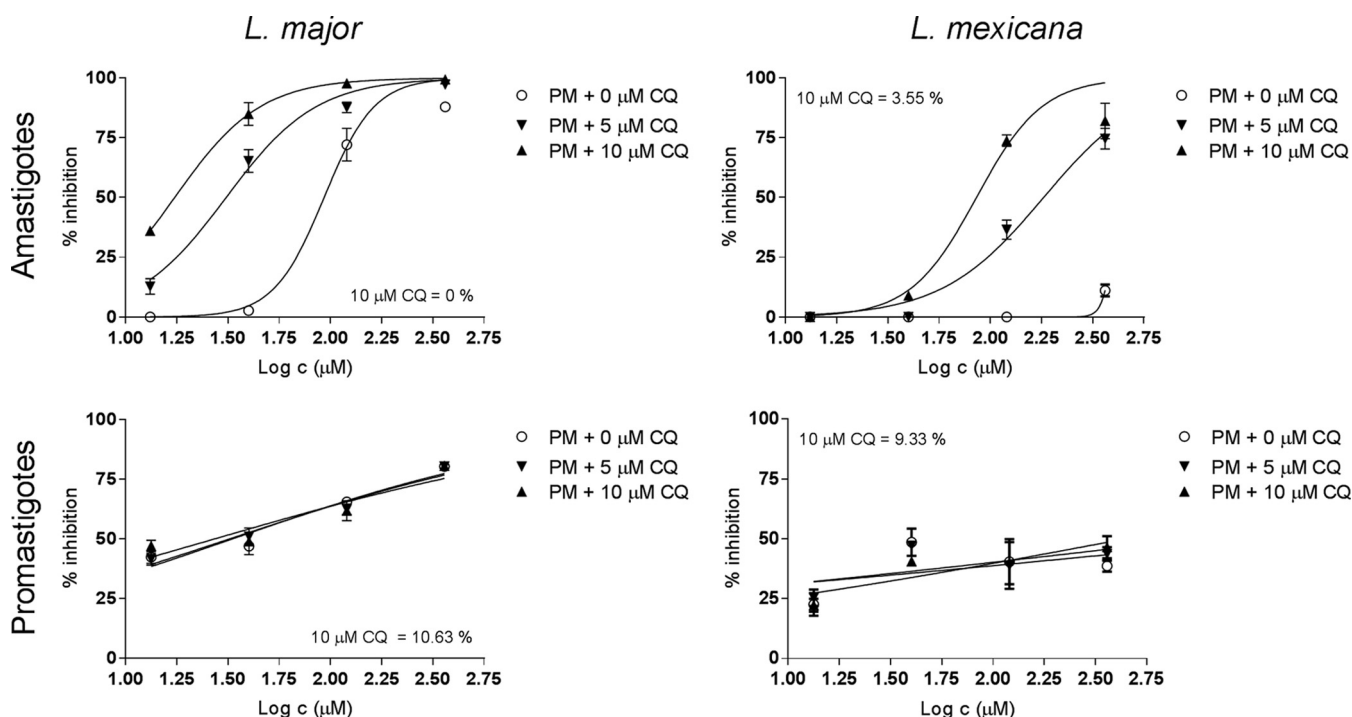 L. major
L. mexicana
Amastigotes
100
75
50
25
0
% inhibition
1.00 1.25 1.50 1.75 2.00 2.25 2.50 2.75
Log c (μM)
10 μM CQ = 0 %
PM + 0 μM CQ
PM + 5 μM CQ
PM + 10 μM CQ
100
75
50
25
0
% inhibition
1.00 1.25 1.50 1.75 2.00 2.25 2.50 2.75
Log c (μM)
10 μM CQ = 3.55 %
PM + 0 μM CQ
PM + 5 μM CQ
PM + 10 μM CQ
Promastigotes
100
75
50
25
0
% inhibition
1.00 1.25 1.50 1.75 2.00 2.25 2.50 2.75
Log c (μM)
10 μM CQ = 10.63 %
PM + 0 μM CQ
PM + 5 μM CQ
PM + 10 μM CQ
100
75
50
25
0
% inhibition
1.00 1.25 1.50 1.75 2.00 2.25 2.50 2.75
Log c (μM)
10 μM CQ = 9.33 %
PM + 0 μM CQ
PM + 5 μM CQ
PM + 10 μM CQ